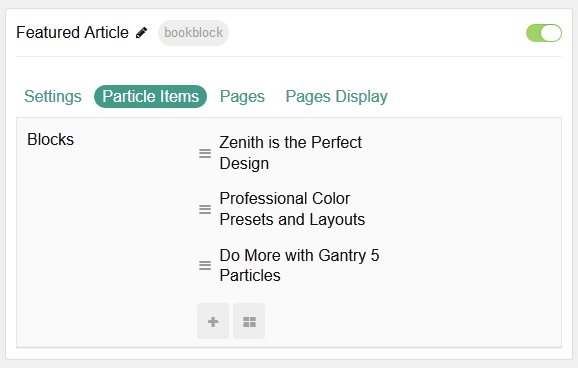 Featured Article bookblock
Settings Particle Items Pages Pages Display
Blocks
Zenith is the Perfect
Design
Professional Color
Presets and Layouts
Do More with Gantry 5
Particles